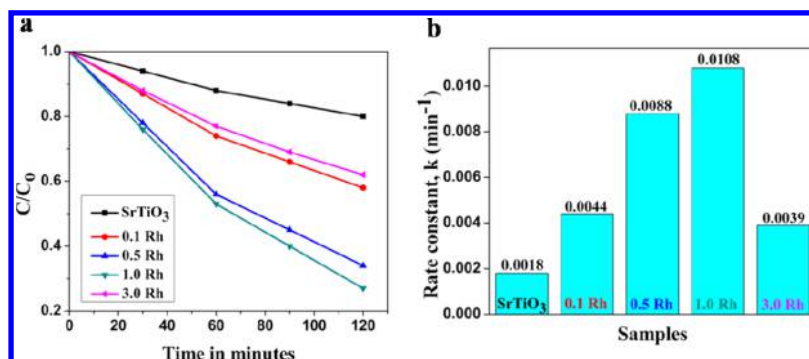 a
C/C0
1.0
0.8
0.6
0.4
0.2
SrTiO3
0.1 Rh
0.5 Rh
1.0 Rh
3.0 Rh
0 20 40 60 80 100 120
Time in minutes
b
Rate constant, k (min-1)
0.010
0.008
0.006
0.004
0.002
0.000
0.0018
0.0044
0.0088
0.0108
0.0039
SrTiO3 0.1 Rh 0.5 Rh 1.0 Rh 3.0 Rh
Samples